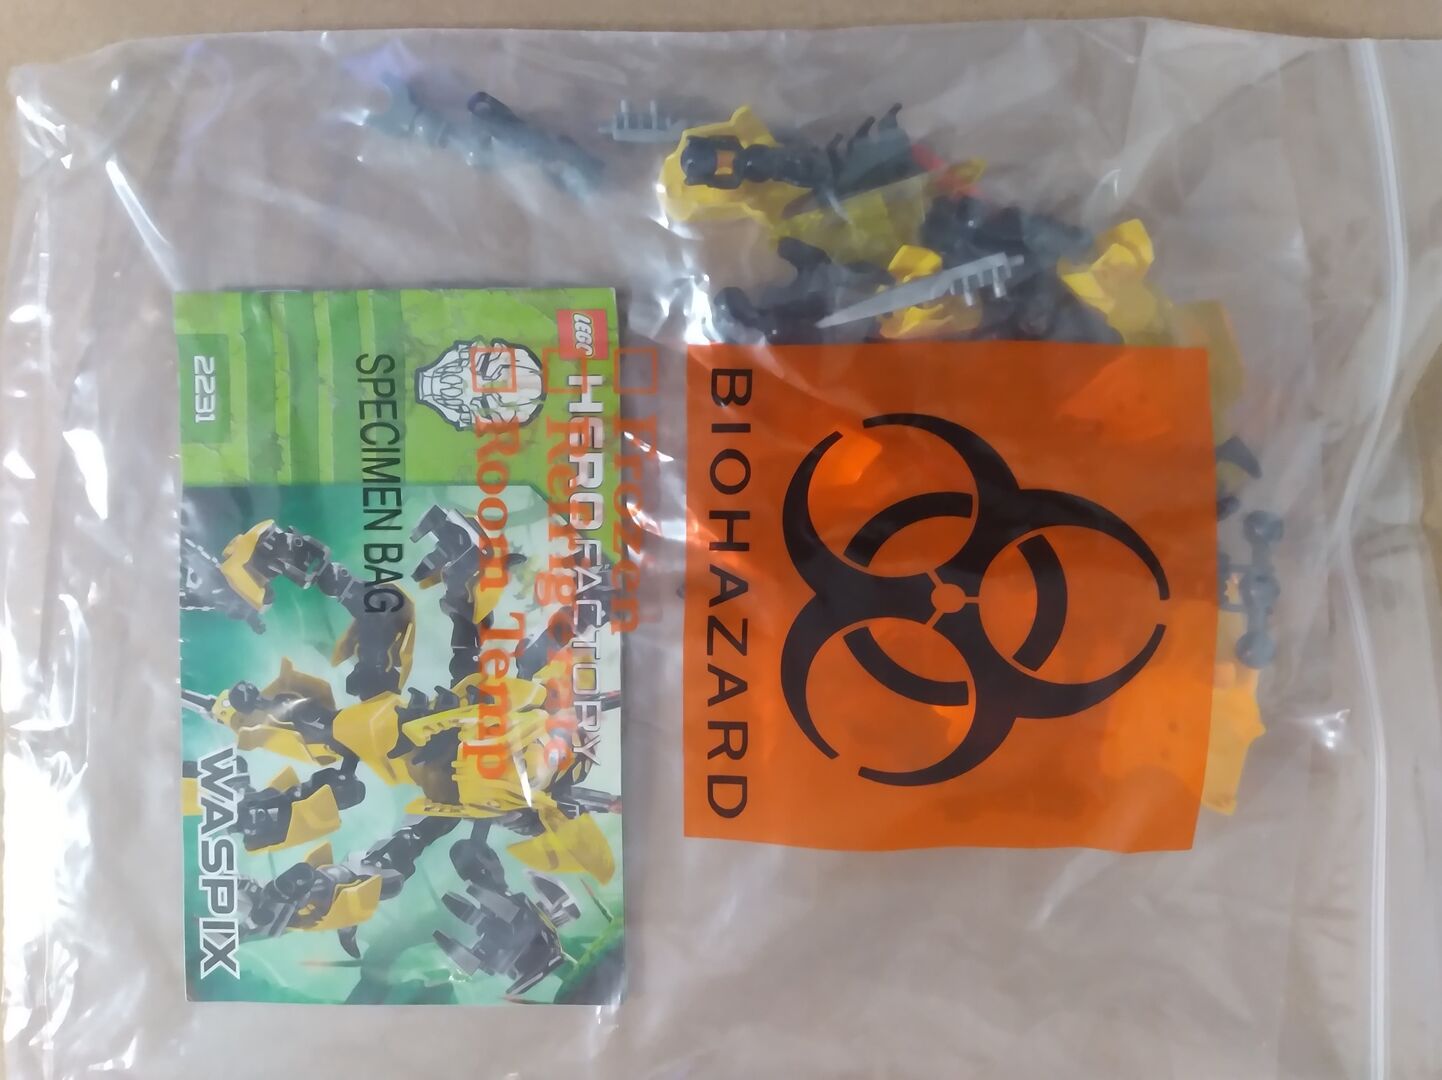 LEGO
HERO FACTORY
2231
WASPIX
SPECIMEN BAG
Frozen
Refrigerate
Room Temp
BIOHAZARD